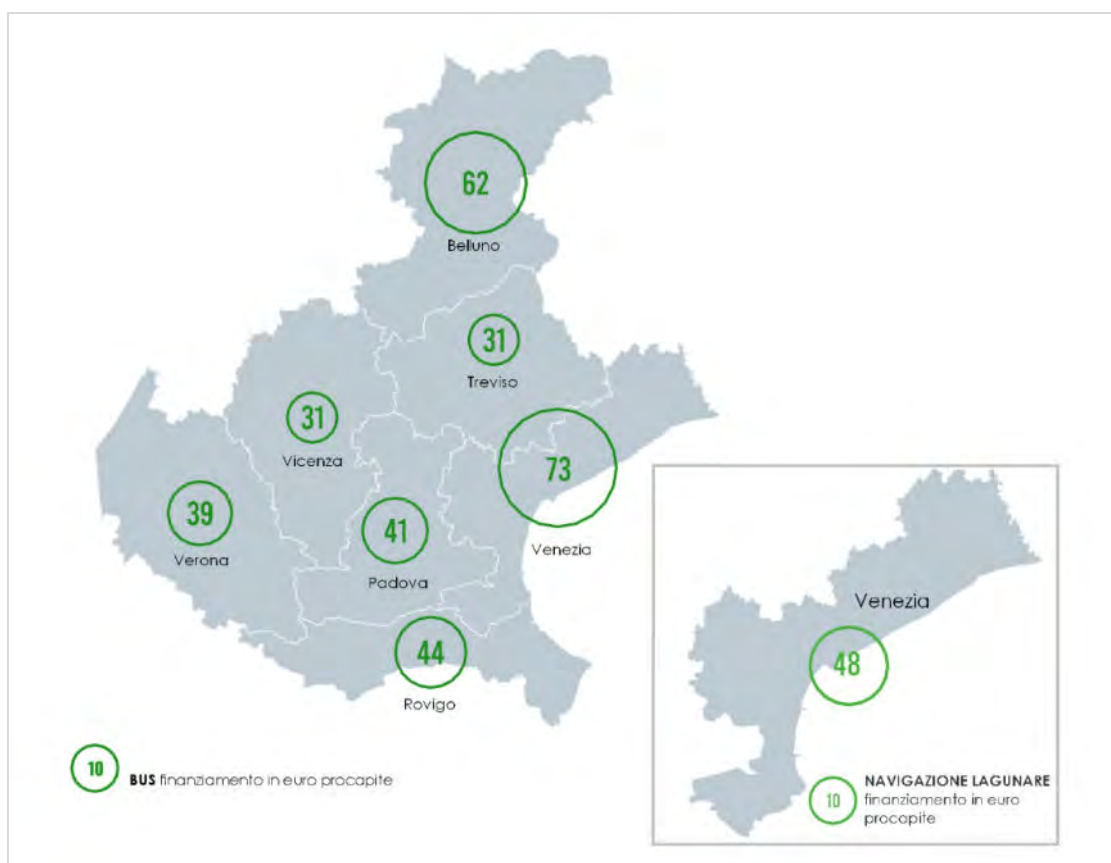 62
Belluno
31
Treviso
31
Vicenza
73
Venezia
39
Verona
41
Padova
44
Rovigo
10
BUS finanziamento in euro procapite
Venezia
48
10
NAVIGAZIONE LAGUNARE
finanziamento in euro
procapite